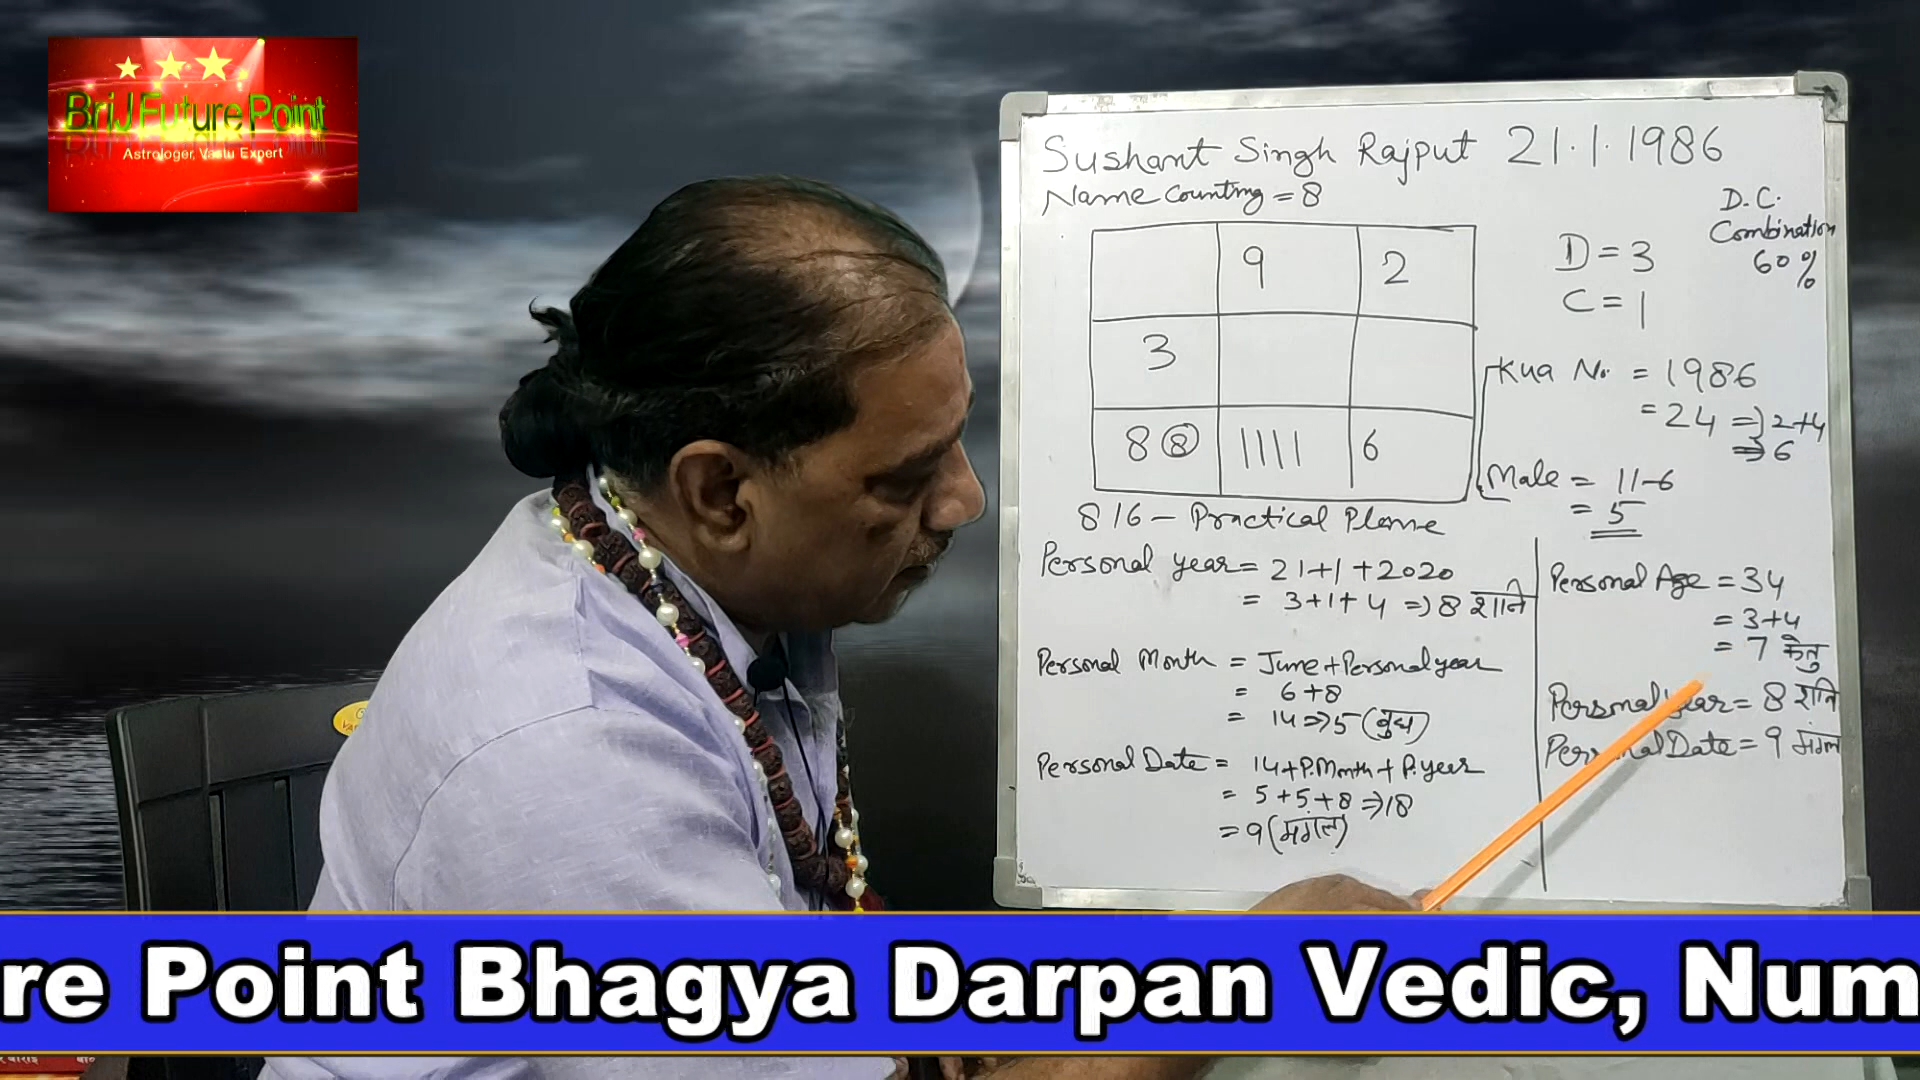 BriJ Future Point
Astrologer, Vastu Expert
Sushant Singh Rajput 21.1.1986
Name Counting = 8
D.C.
Combination
60%
9 2
3
8 8 1111 6
D = 3
C = 1
Kua No. = 1986
= 24 => 2+4
=> 6
Male = 11-6
= 5
816 - Practical Plane
Personal year = 21+1+2020
= 3+1+4 => 8 शनि
Personal Month = June + Personal year
= 6+8
= 14 => 5 (बुध)
Personal Date = 14+P.Month+P.year
= 5+5+8 => 18
= 9 (मंगल)
Personal Age = 34
= 3+4
= 7 केतु
Personal year = 8 शनि
Personal Date = 9 मंगल
re Point Bhagya Darpan Vedic, Num